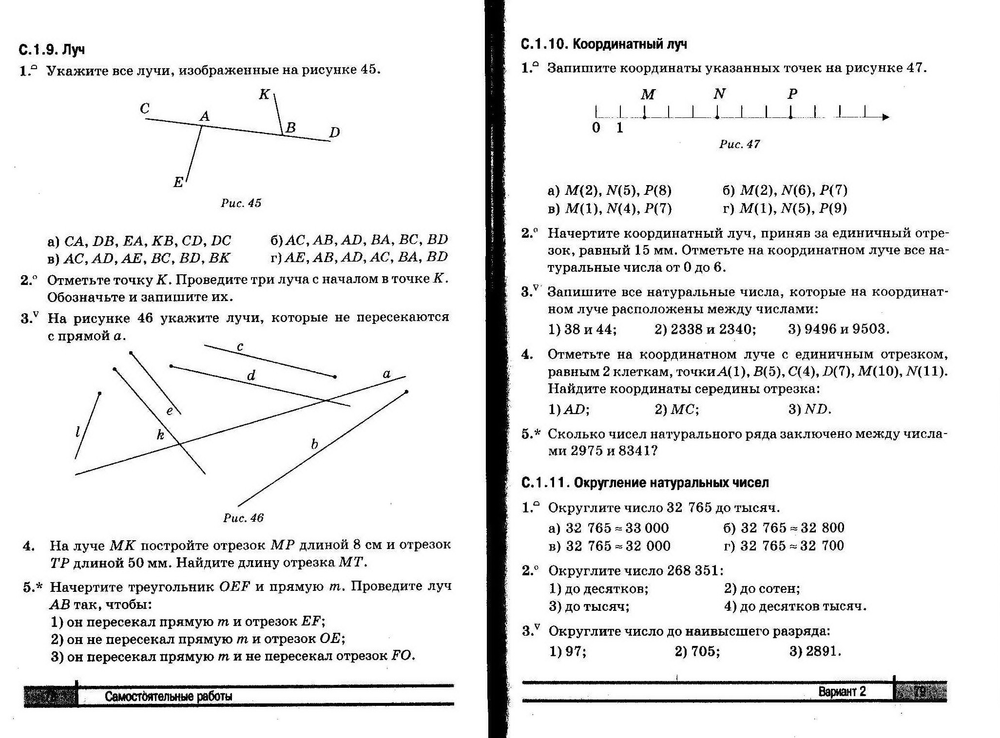 С.1.9. Луч
1.º Укажите все лучи, изображенные на рисунке 45.
C
A
K
B
D
E
Рис. 45
а) CA, DB, EA, KB, CD, DC
б) AC, AB, AD, BA, BC, BD
в) AC, AD, AE, BC, BD, BK
г) AE, AB, AD, AC, BA, BD
2.º Отметьте точку K. Проведите три луча с началом в точке K.
Обозначьте и запишите их.
3.ᐁ На рисунке 46 укажите лучи, которые не пересекаются
с прямой a.
c
d
a
e
l
k
b
Рис. 46
4. На луче MK постройте отрезок MP длиной 8 см и отрезок
TP длиной 50 мм. Найдите длину отрезка MT.
5.* Начертите треугольник OEF и прямую m. Проведите луч
AB так, чтобы:
1) он пересекал прямую m и отрезок EF;
2) он не пересекал прямую m и отрезок OE;
3) он пересекал прямую m и не пересекал отрезок FO.
Самостоятельные работы
С.1.10. Координатный луч
1.º Запишите координаты указанных точек на рисунке 47.
M N P
0 1
Рис. 47
а) M(2), N(5), P(8)
б) M(2), N(6), P(7)
в) M(1), N(4), P(7)
г) M(1), N(5), P(9)
2.º Начертите координатный луч, приняв за единичный отре-
зок, равный 15 мм. Отметьте на координатном луче все на-
туральные числа от 0 до 6.
3.ᐁ Запишите все натуральные числа, которые на координат-
ном луче расположены между числами:
1) 38 и 44; 2) 2338 и 2340; 3) 9496 и 9503.
4. Отметьте на координатном луче с единичным отрезком,
равным 2 клеткам, точки A(1), B(5), C(4), D(7), M(10), N(11).
Найдите координаты середины отрезка:
1) AD; 2) MC; 3) ND.
5.* Сколько чисел натурального ряда заключено между числа-
ми 2975 и 8341?
С.1.11. Округление натуральных чисел
1.º Округлите число 32 765 до тысяч.
а) 32 765 ≈ 33 000
б) 32 765 ≈ 32 800
в) 32 765 ≈ 32 000
г) 32 765 ≈ 32 700
2.º Округлите число 268 351:
1) до десятков; 2) до сотен;
3) до тысяч; 4) до десятков тысяч.
3.ᐁ Округлите число до наивысшего разряда:
1) 97; 2) 705; 3) 2891.
Вариант 2
79